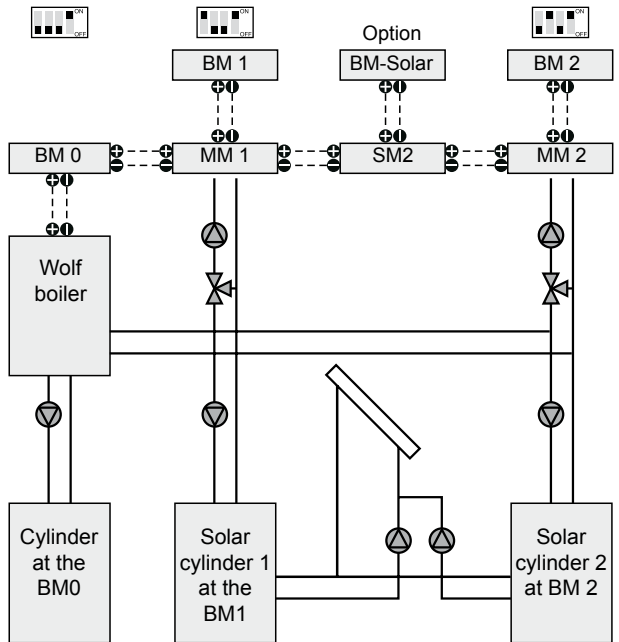 ON
OFF
ON
OFF
ON
OFF
Option
BM 1
BM-Solar
BM 2
BM 0
MM 1
SM2
MM 2
Wolf
boiler
Cylinder
at the
BM0
Solar
cylinder 1
at the
BM1
Solar
cylinder 2
at BM 2